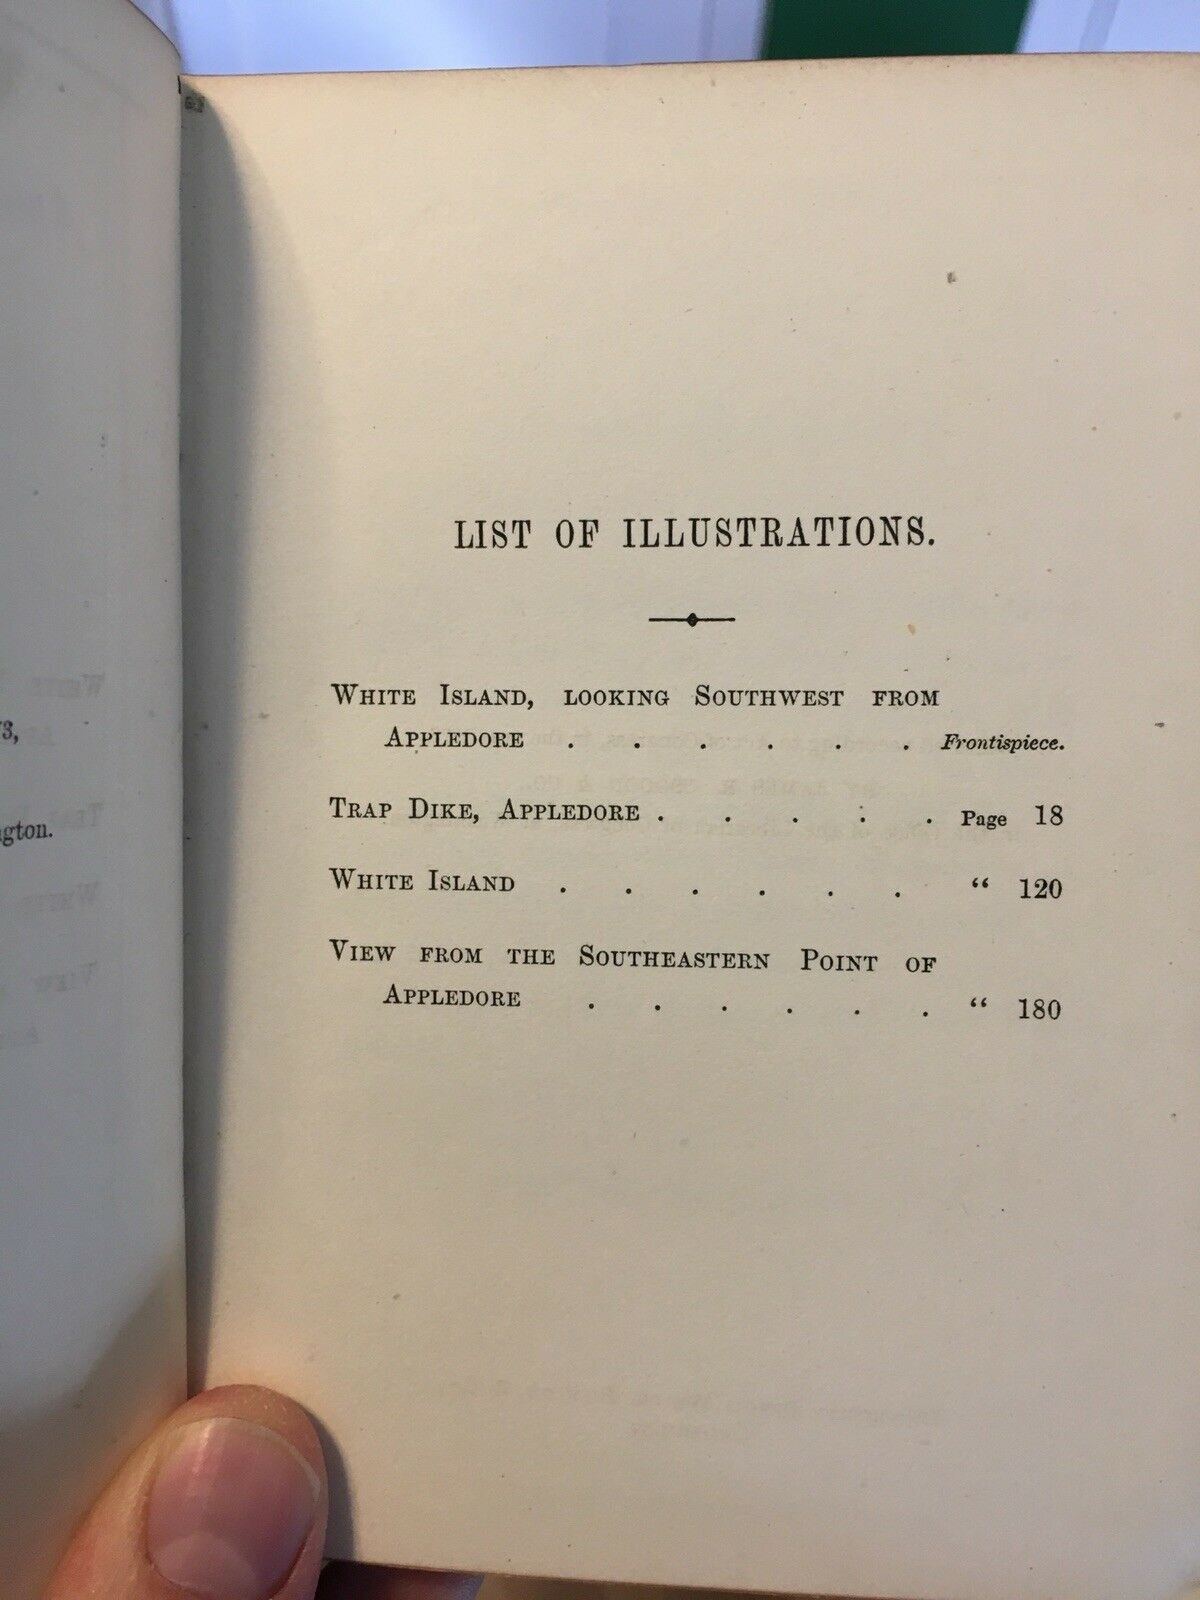 73,
gton.
LIST OF ILLUSTRATIONS.
WHITE ISLAND, LOOKING SOUTHWEST FROM
APPLEDORE . . . . . . Frontispiece.
TRAP DIKE, APPLEDORE . . . . . Page 18
WHITE ISLAND . . . . . . “ 120
VIEW FROM THE SOUTHEASTERN POINT OF
APPLEDORE . . . . . . “ 180